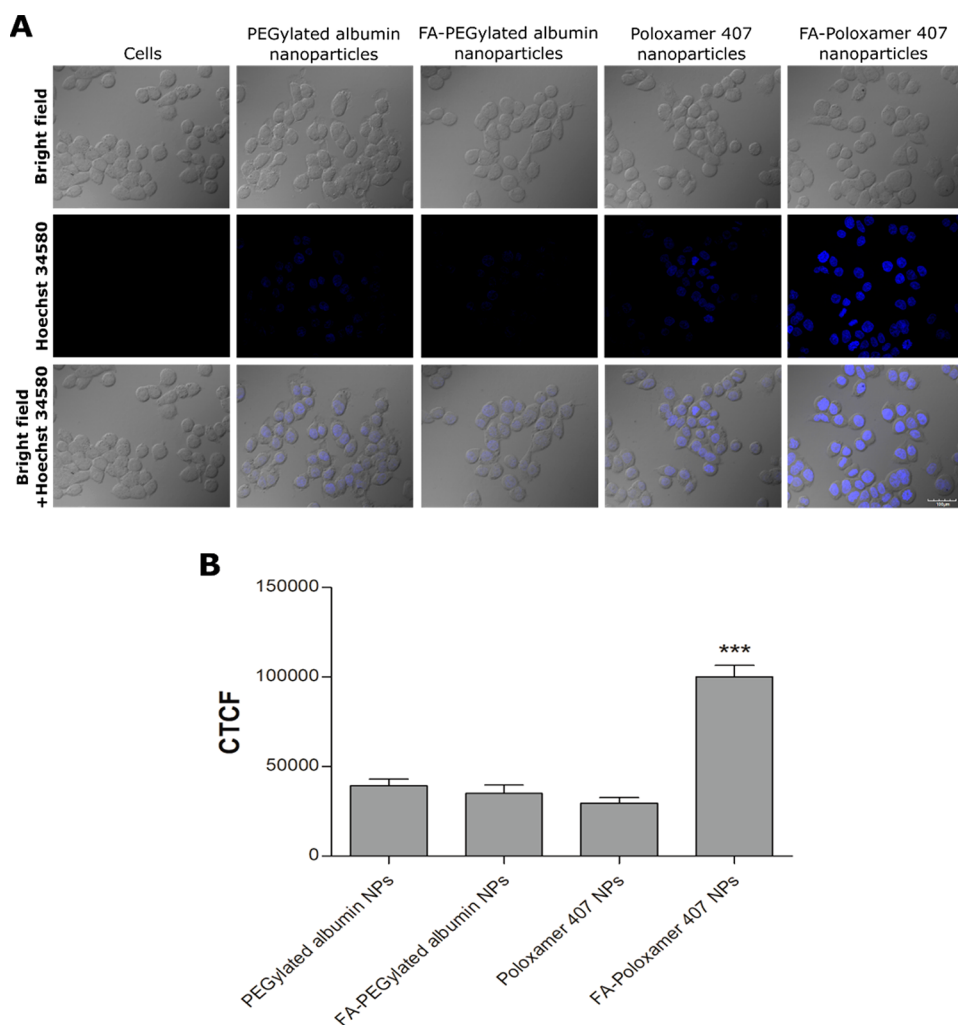 A
Cells
PEGylated albumin
nanoparticles
FA-PEGylated albumin
nanoparticles
Poloxamer 407
nanoparticles
FA-Poloxamer 407
nanoparticles
Bright field
Hoechst 34580
Bright field
+Hoechst 34580
100µm
B
150000
100000
50000
0
CTCF
***
PEGylated albumin NPs
FA-PEGylated albumin NPs
Poloxamer 407 NPs
FA-Poloxamer 407 NPs